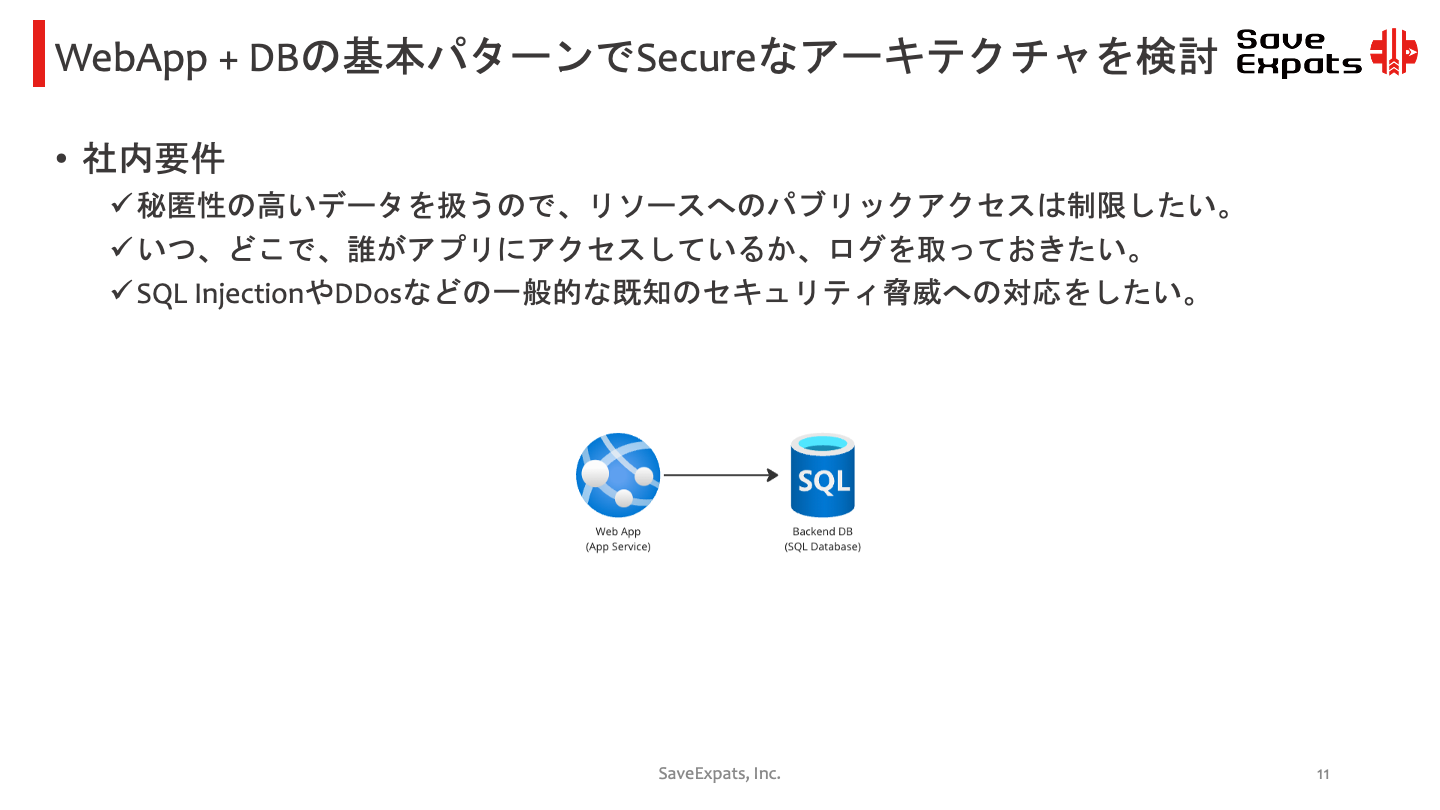 WebApp + DBの基本パターンでSecureなアーキテクチャを検討
Save
Expats
• 社内要件
✓秘匿性の高いデータを扱うので、リソースへのパブリックアクセスは制限したい。
✓いつ、どこで、誰がアプリにアクセスしているか、ログを取っておきたい。
✓SQL InjectionやDDosなどの一般的な既知のセキュリティ脅威への対応をしたい。
SQL
Web App
(App Service)
Backend DB
(SQL Database)
SaveExpats, Inc.
11